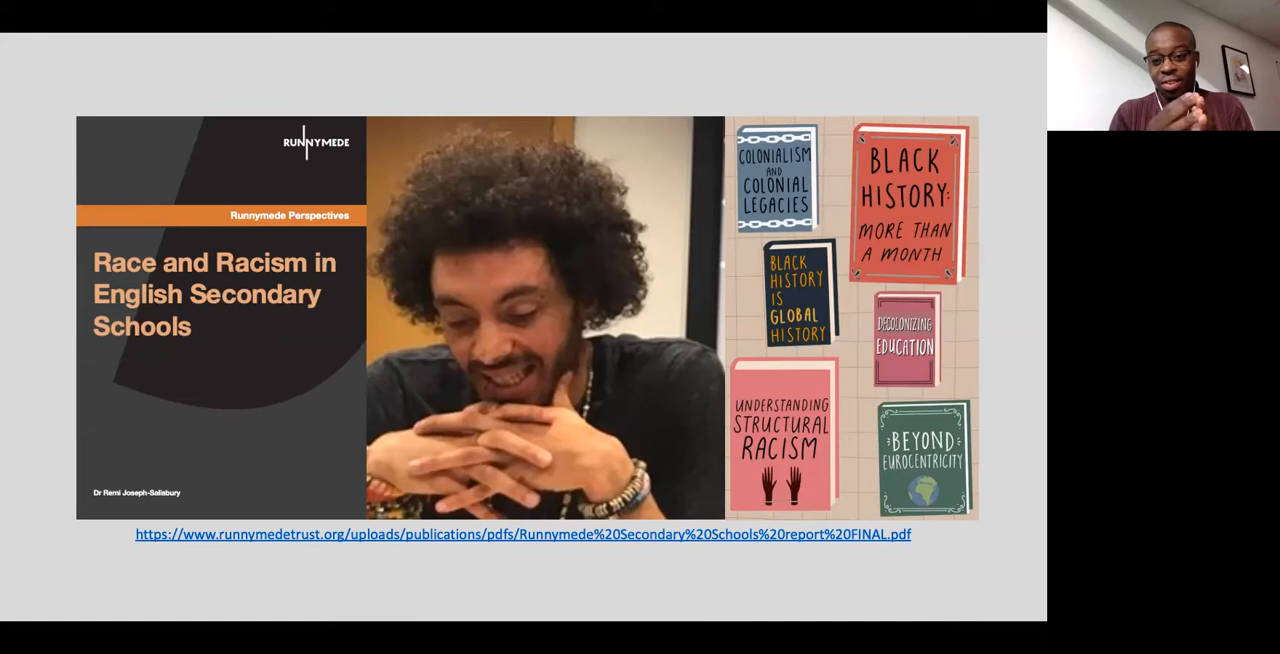 RUNNYMEDE
Runnymede Perspectives
Race and Racism in
English Secondary
Schools
Dr Remi Joseph-Salisbury
COLONIALISM
AND
COLONIAL
LEGACIES
BLACK
HISTORY:
MORE THAN
A MONTH
BLACK
HISTORY
IS
GLOBAL
HISTORY
DECOLONIZING
EDUCATION
UNDERSTANDING
STRUCTURAL
RACISM
BEYOND
EUROCENTRICITY
https://www.runnymedetrust.org/uploads/publications/pdfs/Runnymede%20Secondary%20Schools%20report%20FINAL.pdf